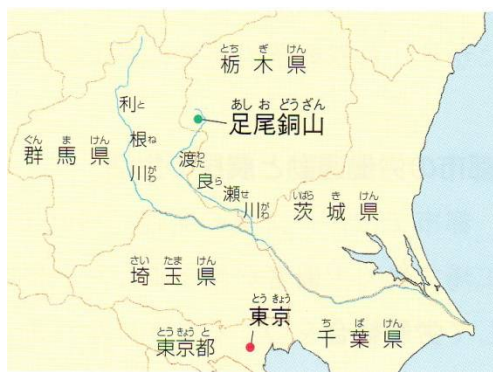 とちぎけん
栃木県
あしおどうざん
足尾銅山
とね
利根川
がわ
ぐんまけん
群馬県
わたらせがわ
渡良瀬川
いばらきけん
茨城県
さいたまけん
埼玉県
とうきょう
東京
とうきょうと
東京都
ちばけん
千葉県